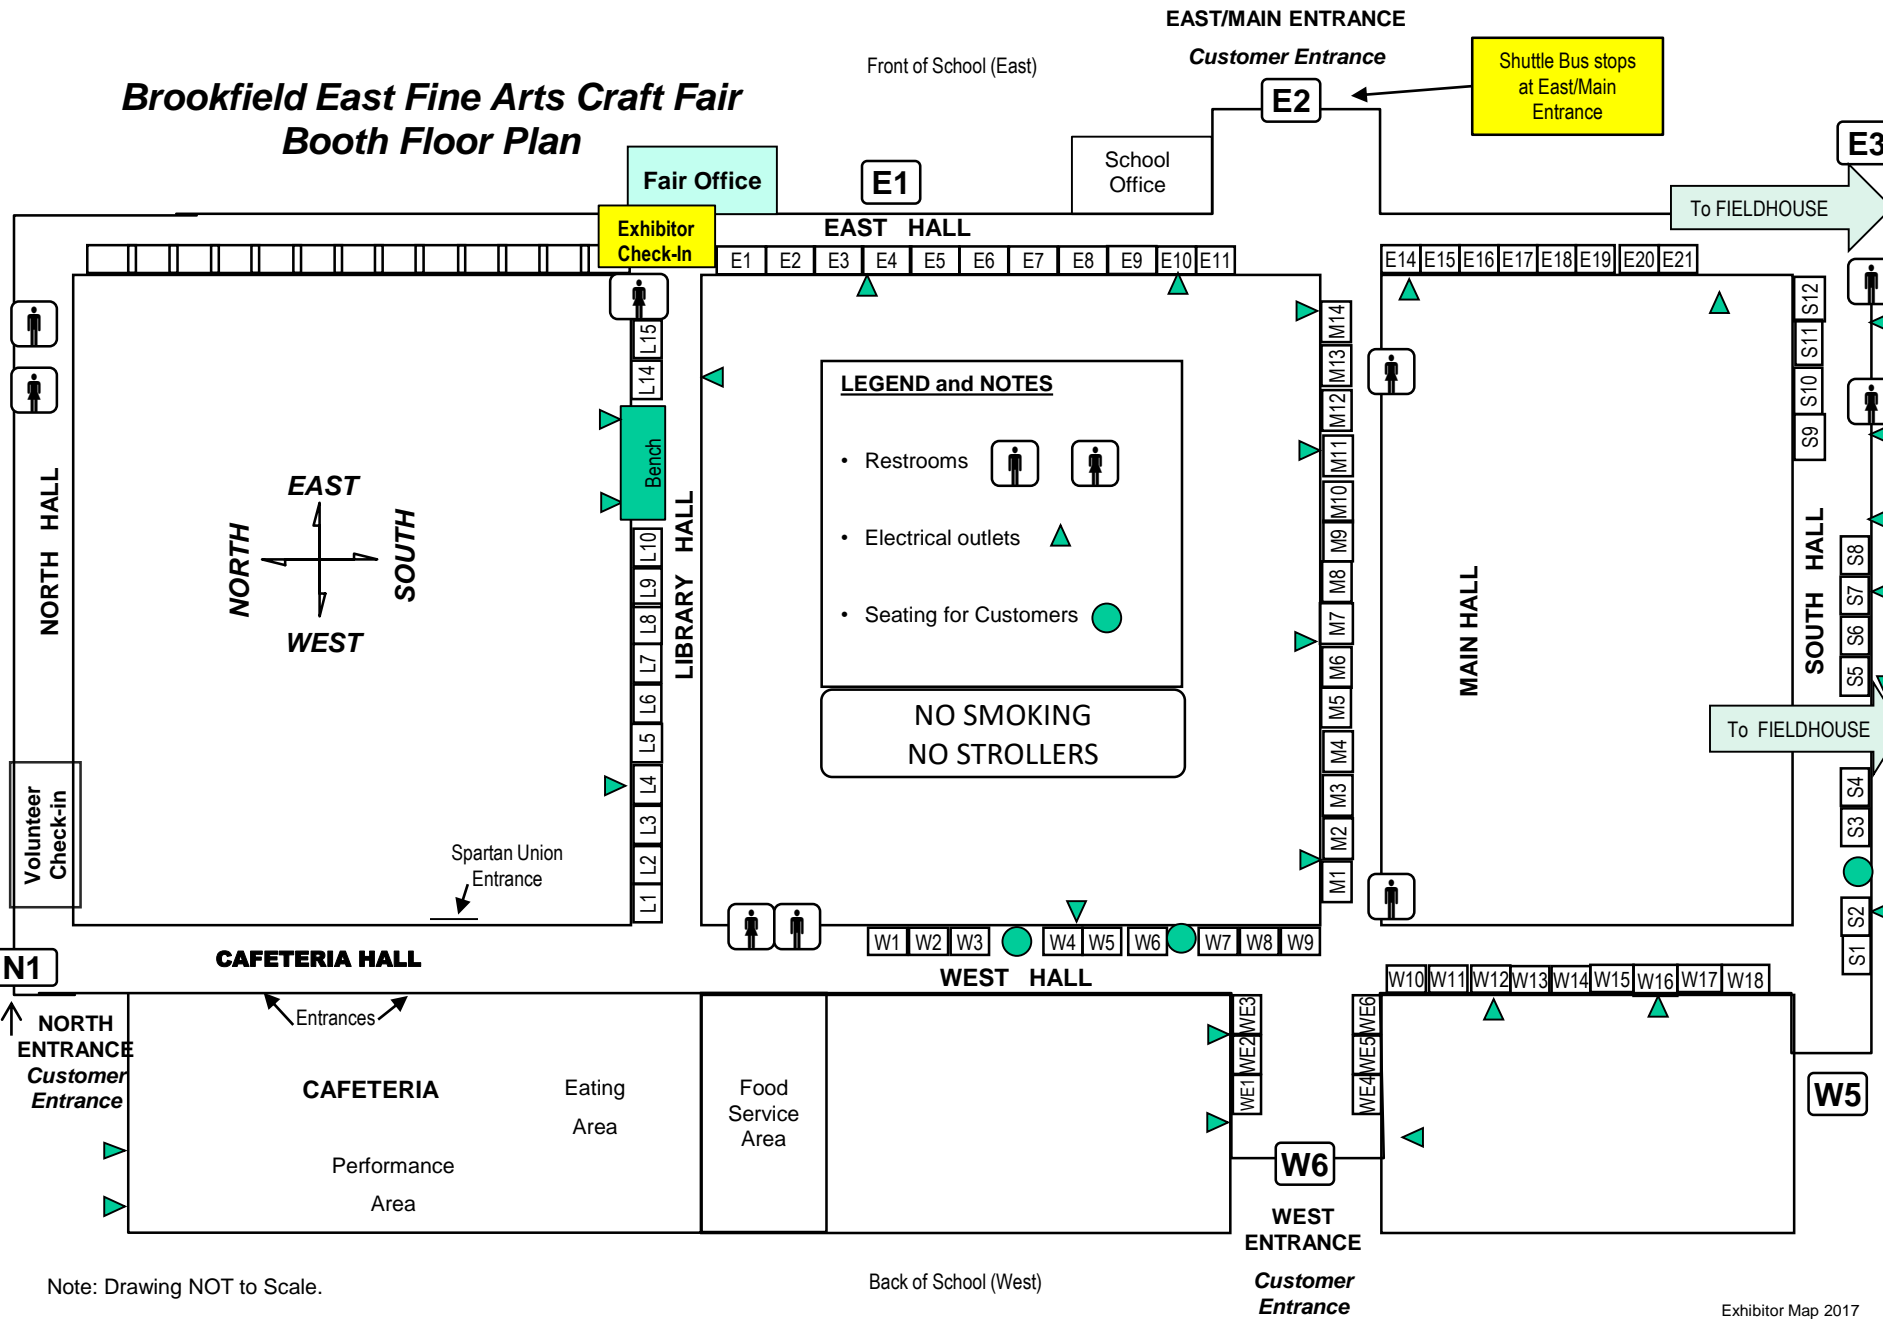 EAST/MAIN ENTRANCE
Customer Entrance
Front of School (East)
Shuttle Bus stops
at East/Main
Entrance
Brookfield East Fine Arts Craft Fair
Booth Floor Plan
E2
E3
Fair Office
E1
School
Office
To FIELDHOUSE
Exhibitor
Check-In
EAST HALL
E1 E2 E3 E4 E5 E6 E7 E8 E9 E10 E11
E14 E15 E16 E17 E18 E19 E20 E21
L15
L14
Bench
L10
L9
L8
L7
L6
L5
L4
L3
L2
L1
M14
M13
M12
M11
M10
M9
M8
M7
M6
M5
M4
M3
M2
M1
S12
S11
S10
S9
S8
S7
S6
S5
S4
S3
S2
S1
NORTH HALL
LIBRARY HALL
MAIN HALL
SOUTH HALL
EAST
NORTH
SOUTH
WEST
LEGEND and NOTES
• Restrooms
• Electrical outlets
• Seating for Customers
NO SMOKING
NO STROLLERS
To FIELDHOUSE
Volunteer
Check-in
Spartan Union
Entrance
N1
CAFETERIA HALL
W1 W2 W3 W4 W5 W6 W7 W8 W9
WEST HALL
W10 W11 W12 W13 W14 W15 W16 W17 W18
Entrances
NORTH
ENTRANCE
Customer
Entrance
CAFETERIA
Eating
Area
Performance
Area
Food
Service
Area
WE3
WE2
WE1
WE6
WE5
WE4
W5
W6
WEST
ENTRANCE
Customer
Entrance
Note: Drawing NOT to Scale.
Back of School (West)
Exhibitor Map 2017